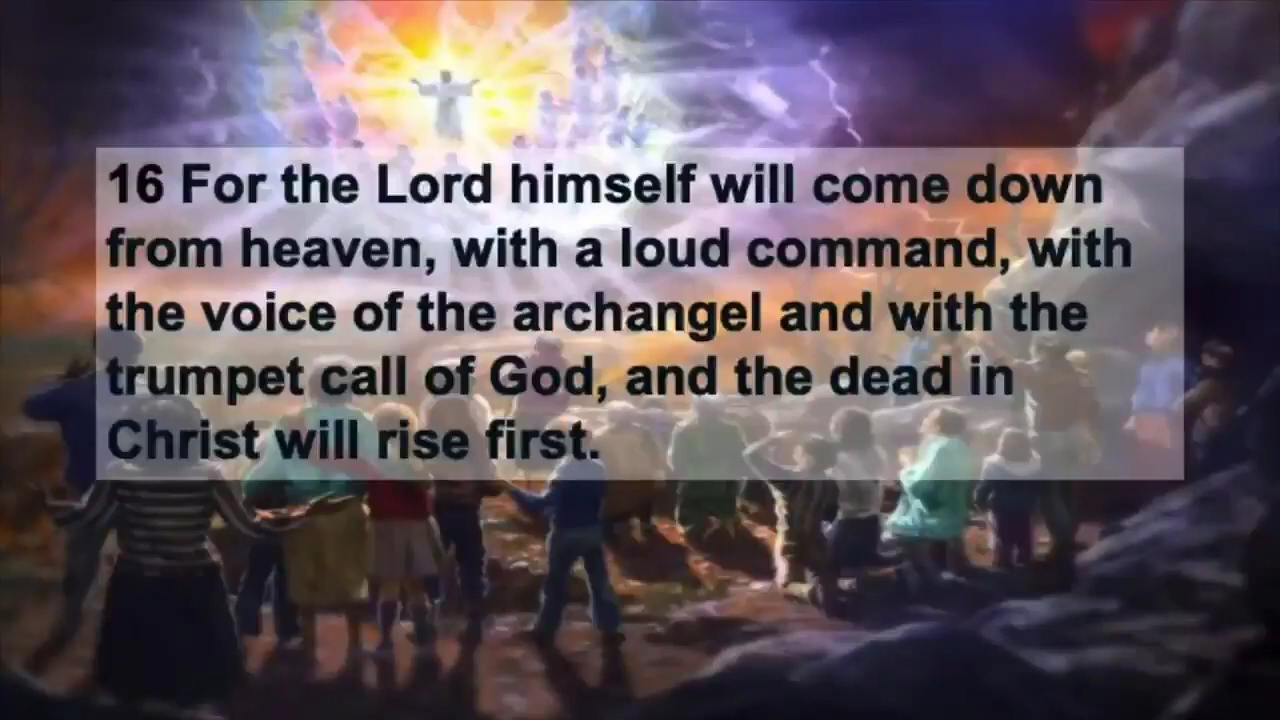 16 For the Lord himself will come down
from heaven, with a loud command, with
the voice of the archangel and with the
trumpet call of God, and the dead in
Christ will rise first.